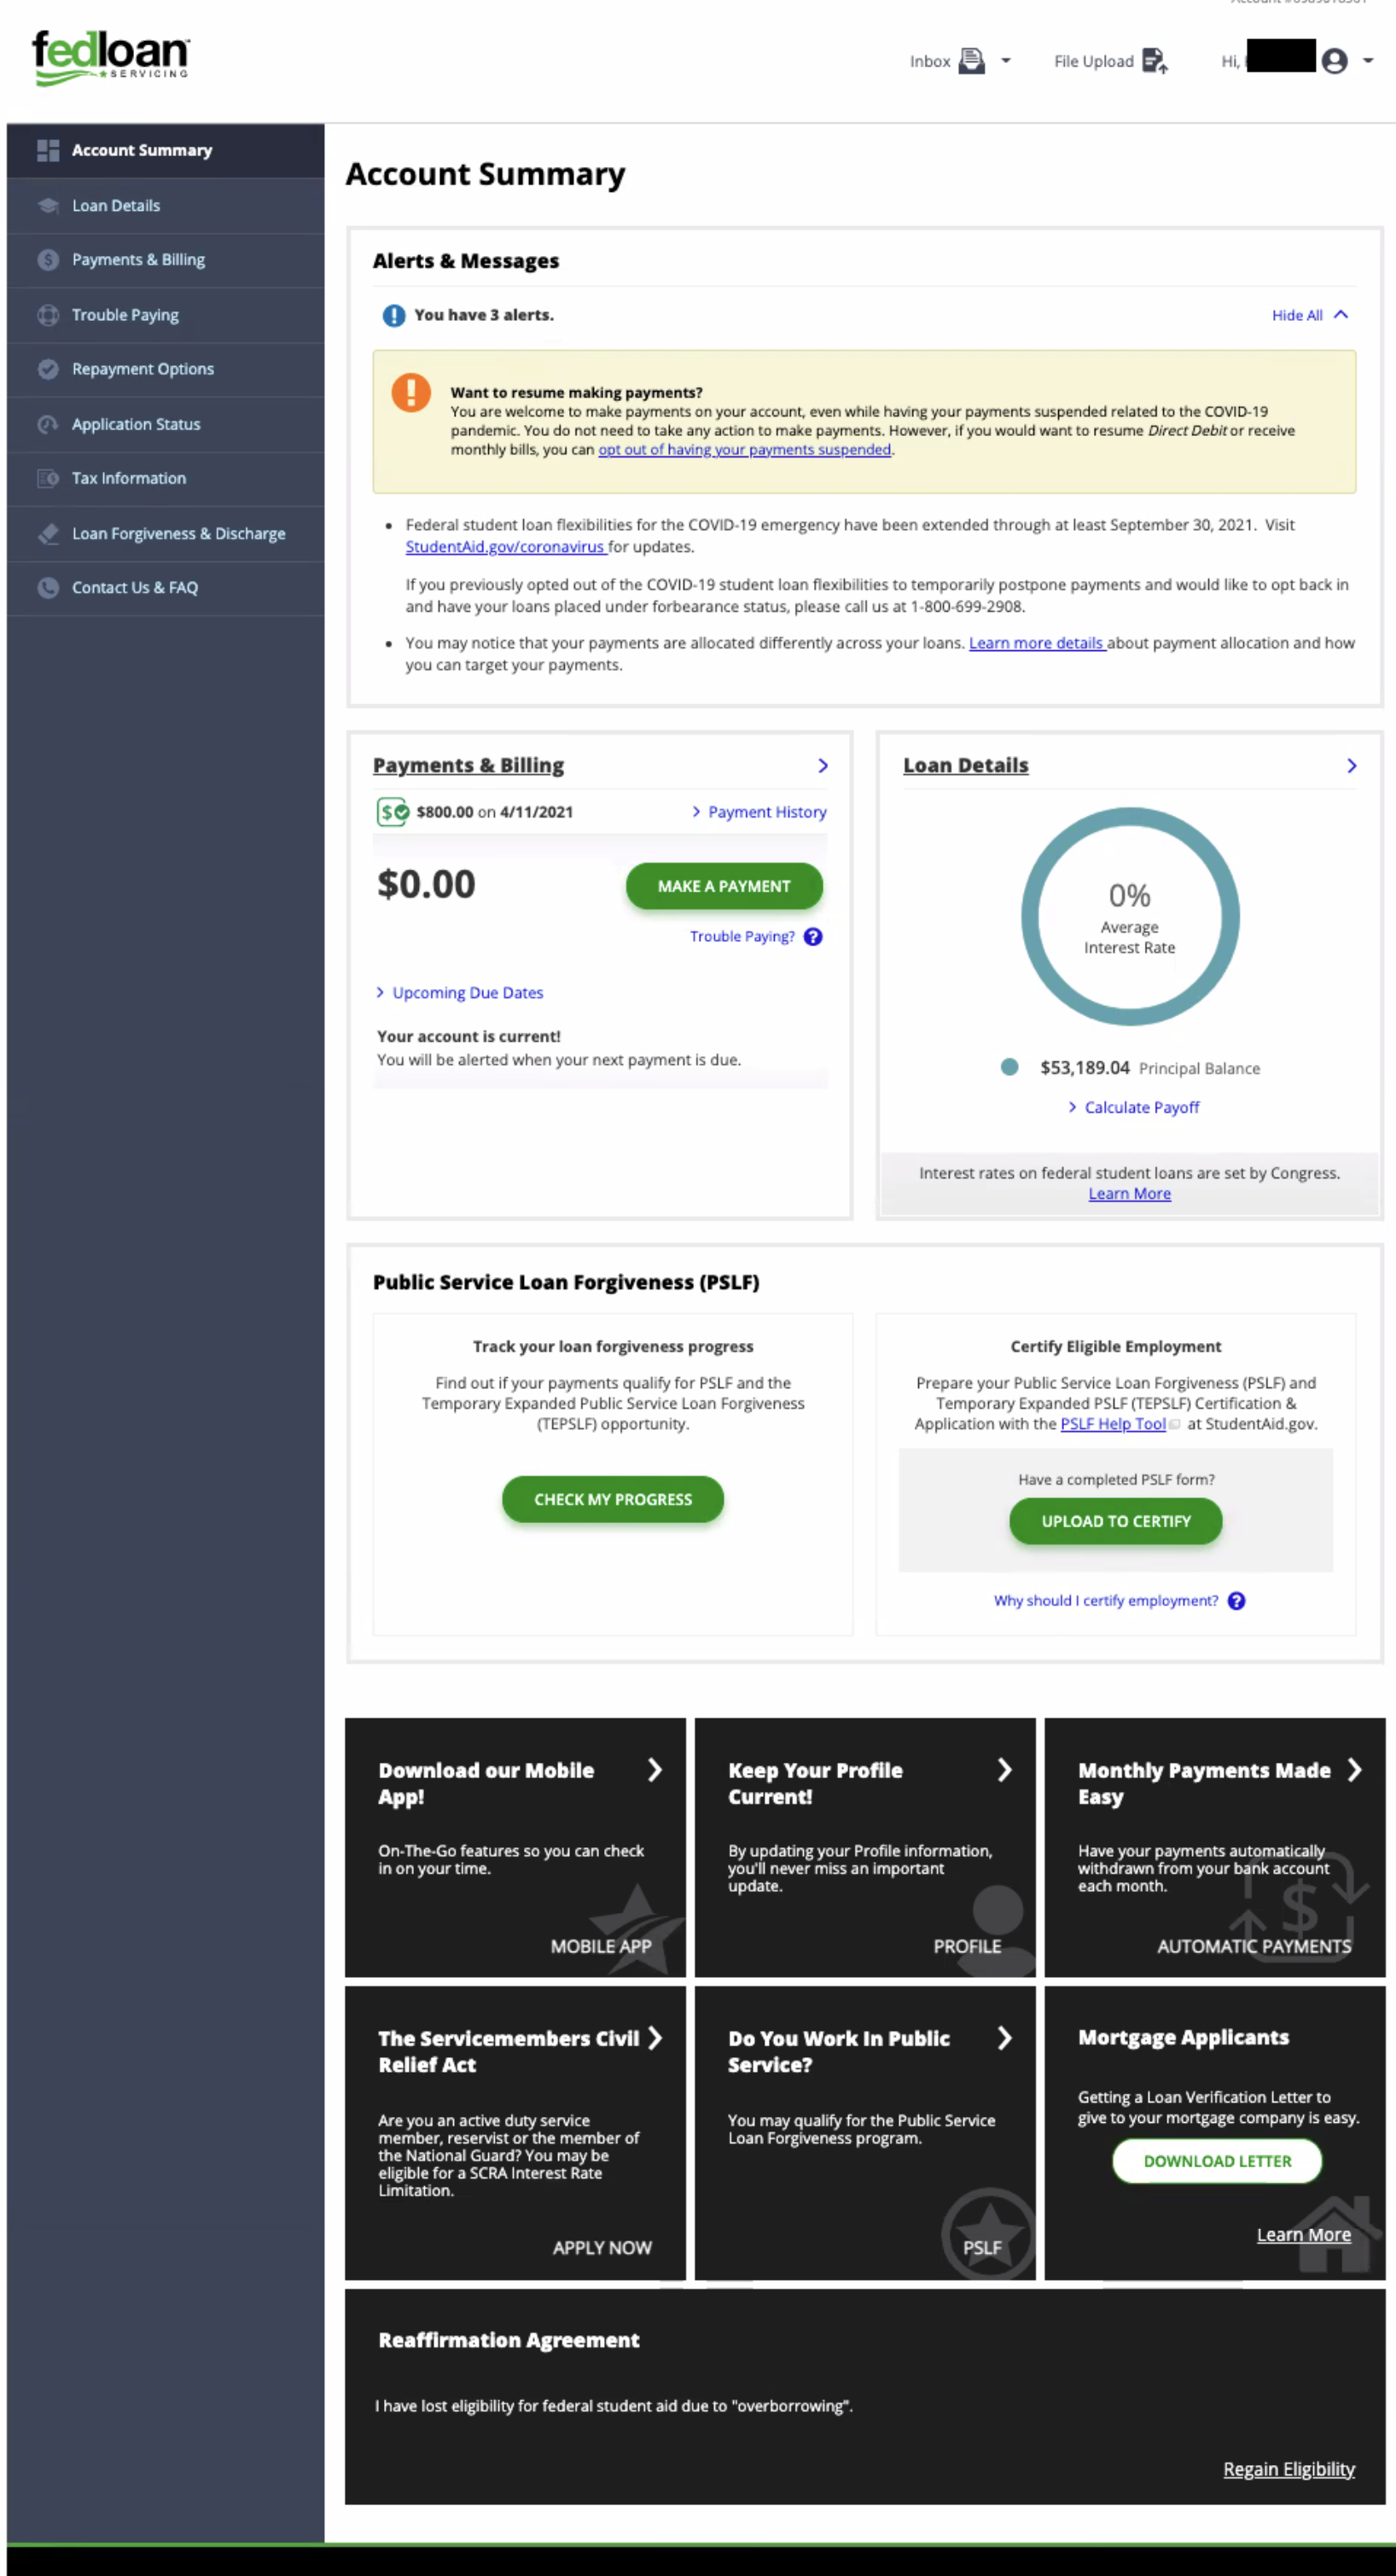 fedloan
SERVICING
Inbox
File Upload
Hi,
Account Summary
Loan Details
Payments & Billing
Trouble Paying
Repayment Options
Application Status
Tax Information
Loan Forgiveness & Discharge
Contact Us & FAQ
Account Summary
Alerts & Messages
You have 3 alerts.
Hide All
Want to resume making payments?
You are welcome to make payments on your account, even while having your payments suspended related to the COVID-19
pandemic. You do not need to take any action to make payments. However, if you would want to resume Direct Debit or receive
monthly bills, you can opt out of having your payments suspended.
• Federal student loan flexibilities for the COVID-19 emergency have been extended through at least September 30, 2021. Visit
StudentAid.gov/coronavirus for updates.
If you previously opted out of the COVID-19 student loan flexibilities to temporarily postpone payments and would like to opt back in
and have your loans placed under forbearance status, please call us at 1-800-699-2908.
• You may notice that your payments are allocated differently across your loans. Learn more details about payment allocation and how
you can target your payments.
Payments & Billing
$800.00 on 4/11/2021
Payment History
$0.00
MAKE A PAYMENT
Trouble Paying?
Upcoming Due Dates
Your account is current!
You will be alerted when your next payment is due.
Loan Details
0%
Average
Interest Rate
$53,189.04 Principal Balance
Calculate Payoff
Interest rates on federal student loans are set by Congress.
Learn More
Public Service Loan Forgiveness (PSLF)
Track your loan forgiveness progress
Find out if your payments qualify for PSLF and the
Temporary Expanded Public Service Loan Forgiveness
(TEPSLF) opportunity.
CHECK MY PROGRESS
Certify Eligible Employment
Prepare your Public Service Loan Forgiveness (PSLF) and
Temporary Expanded PSLF (TEPSLF) Certification &
Application with the PSLF Help Tool at StudentAid.gov.
Have a completed PSLF form?
UPLOAD TO CERTIFY
Why should I certify employment?
Download our Mobile
App!
On-The-Go features so you can check
in on your time.
MOBILE APP
Keep Your Profile
Current!
By updating your Profile information,
you'll never miss an important
update.
PROFILE
Monthly Payments Made
Easy
Have your payments automatically
withdrawn from your bank account
each month.
AUTOMATIC PAYMENTS
The Servicemembers Civil
Relief Act
Are you an active duty service
member, reservist or the member of
the National Guard? You may be
eligible for a SCRA Interest Rate
Limitation.
APPLY NOW
Do You Work In Public
Service?
You may qualify for the Public Service
Loan Forgiveness program.
PSLF
Mortgage Applicants
Getting a Loan Verification Letter to
give to your mortgage company is easy.
DOWNLOAD LETTER
Learn More
Reaffirmation Agreement
I have lost eligibility for federal student aid due to "overborrowing".
Regain Eligibility